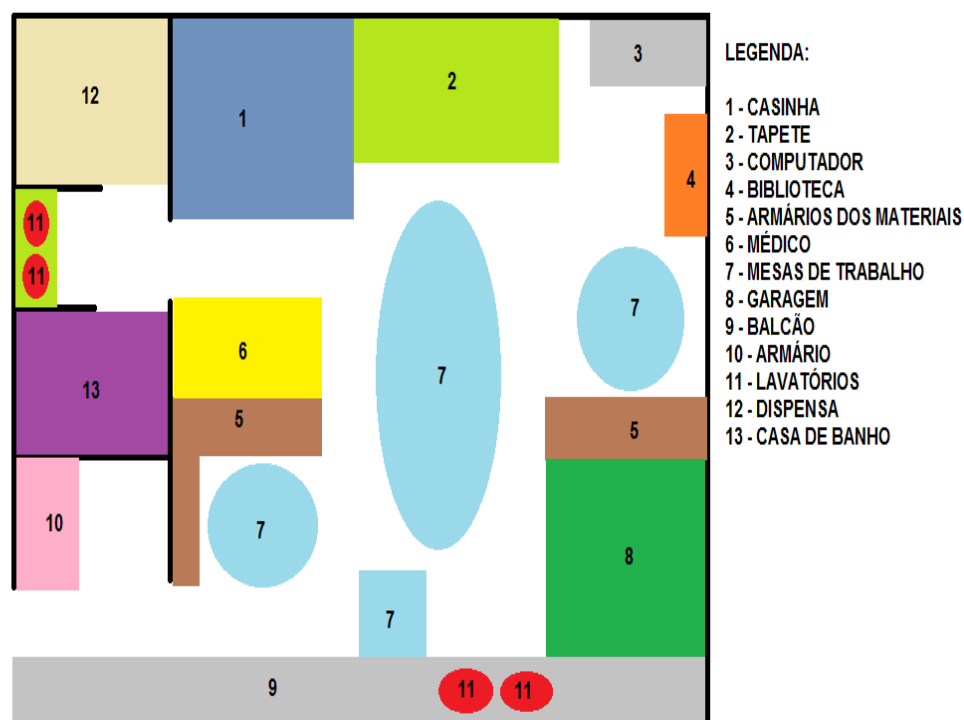 3
LEGENDA:
2
12
1
1 - CASINHA
2 - TAPETE
3 - COMPUTADOR
4
4 - BIBLIOTECA
11
5 - ARMÁRIOS DOS MATERIAIS
6 - MÉDICO
11
7 - MESAS DE TRABALHO
7
8 - GARAGEM
9 - BALCÃO
6
10 - ARMÁRIO
7
11 - LAVATÓRIOS
13
12 - DISPENSA
5
5
13 - CASA DE BANHO
10
7
8
7
9
11
11